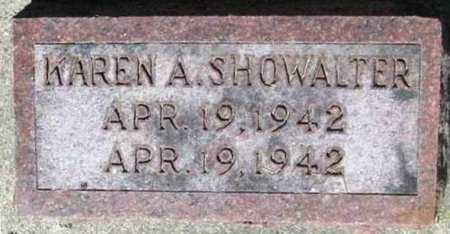 KAREN A. SHOWALTER
APR. 19, 1942
APR. 19, 1942